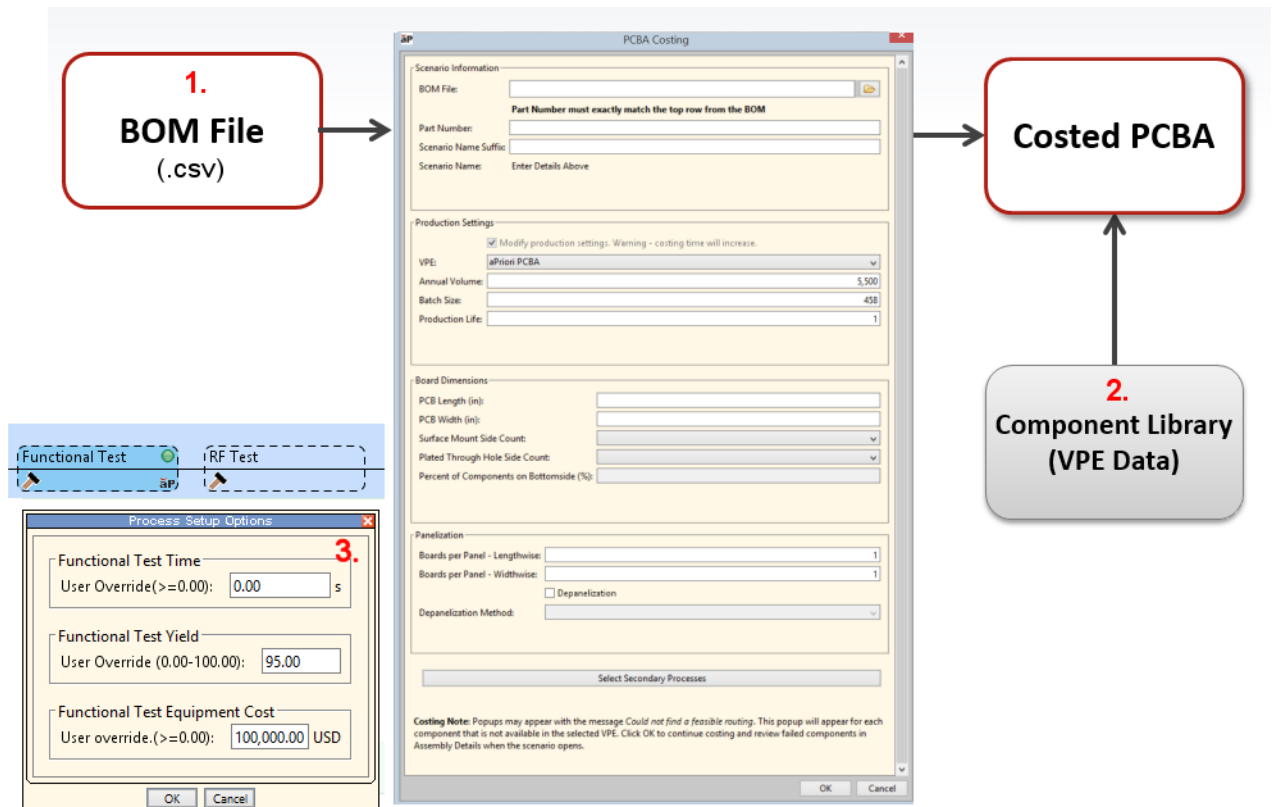 1.
BOM File
(.csv)
āP
PCBA Costing
Scenario Information
BOM File:
Part Number must exactly match the top row from the BOM
Part Number:
Scenario Name Suffix:
Scenario Name: Enter Details Above
Production Settings
Modify production settings. Warning - costing time will increase.
VPE: aPriori PCBA
Annual Volume: 5,500
Batch Size: 458
Production Life: 1
Board Dimensions
PCB Length (in):
PCB Width (in):
Surface Mount Side Count:
Plated Through Hole Side Count:
Percent of Components on Bottomside (%):
Panelization
Boards per Panel - Lengthwise: 1
Boards per Panel - Widthwise: 1
Depanelization
Depanelization Method:
Select Secondary Processes
Costing Note: Popups may appear with the message Could not find a feasible routing. This popup will appear for each
component that is not available in the selected VPE. Click OK to continue costing and review failed components in
Assembly Details when the scenario opens.
OK Cancel
Costed PCBA
2.
Component Library
(VPE Data)
Functional Test
āP
RF Test
Process Setup Options
3.
Functional Test Time
User Override(>=0.00): 0.00 s
Functional Test Yield
User Override (0.00-100.00): 95.00
Functional Test Equipment Cost
User override.(>=0.00): 100,000.00 USD
OK Cancel